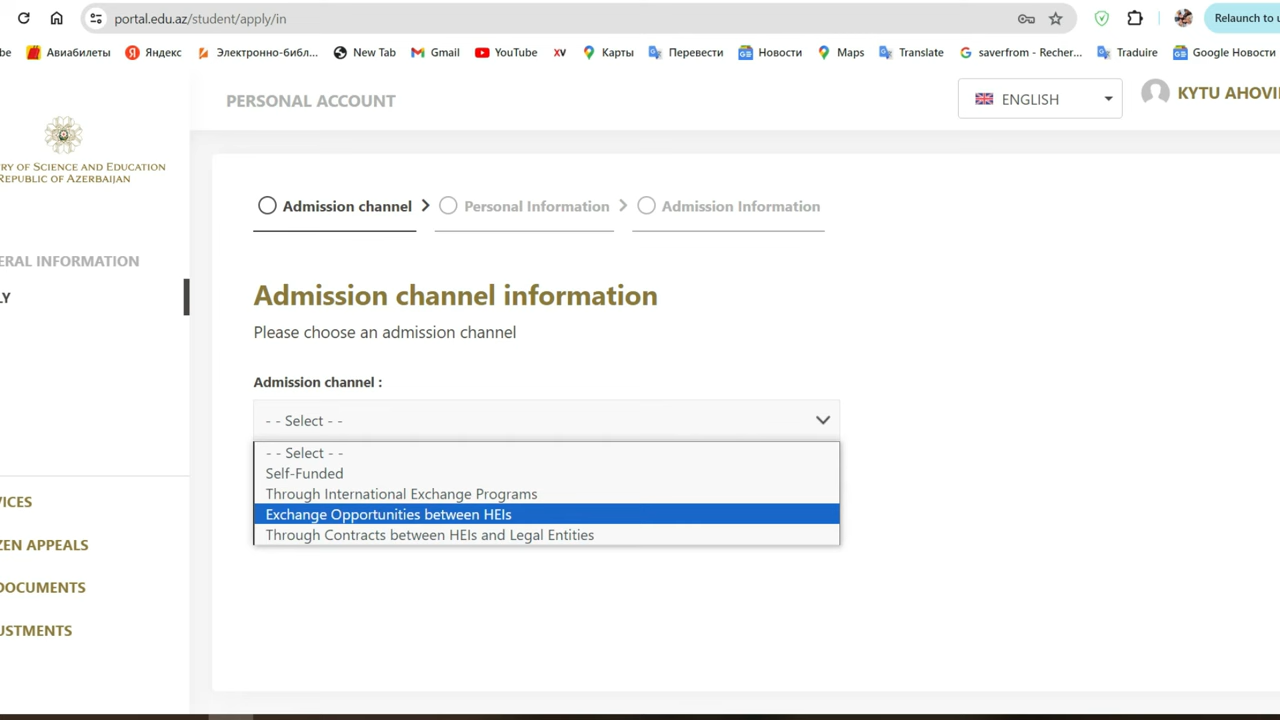 portal.edu.az/student/apply/in
Relaunch to u
be
Авиабилеты
Яндекс
Электронно-библ...
New Tab
Gmail
YouTube
XV
Карты
Перевести
Новости
Maps
Translate
saverfrom - Recher...
Traduire
Google Новости
PERSONAL ACCOUNT
ENGLISH
KYTU AHOVI
RY OF SCIENCE AND EDUCATION
REPUBLIC OF AZERBAIJAN
Admission channel
Personal Information
Admission Information
ERAL INFORMATION
LY
Admission channel information
Please choose an admission channel
Admission channel :
- - Select - -
- - Select - -
Self-Funded
Through International Exchange Programs
Exchange Opportunities between HEIs
Through Contracts between HEIs and Legal Entities
VICES
ZEN APPEALS
DOCUMENTS
USTMENTS